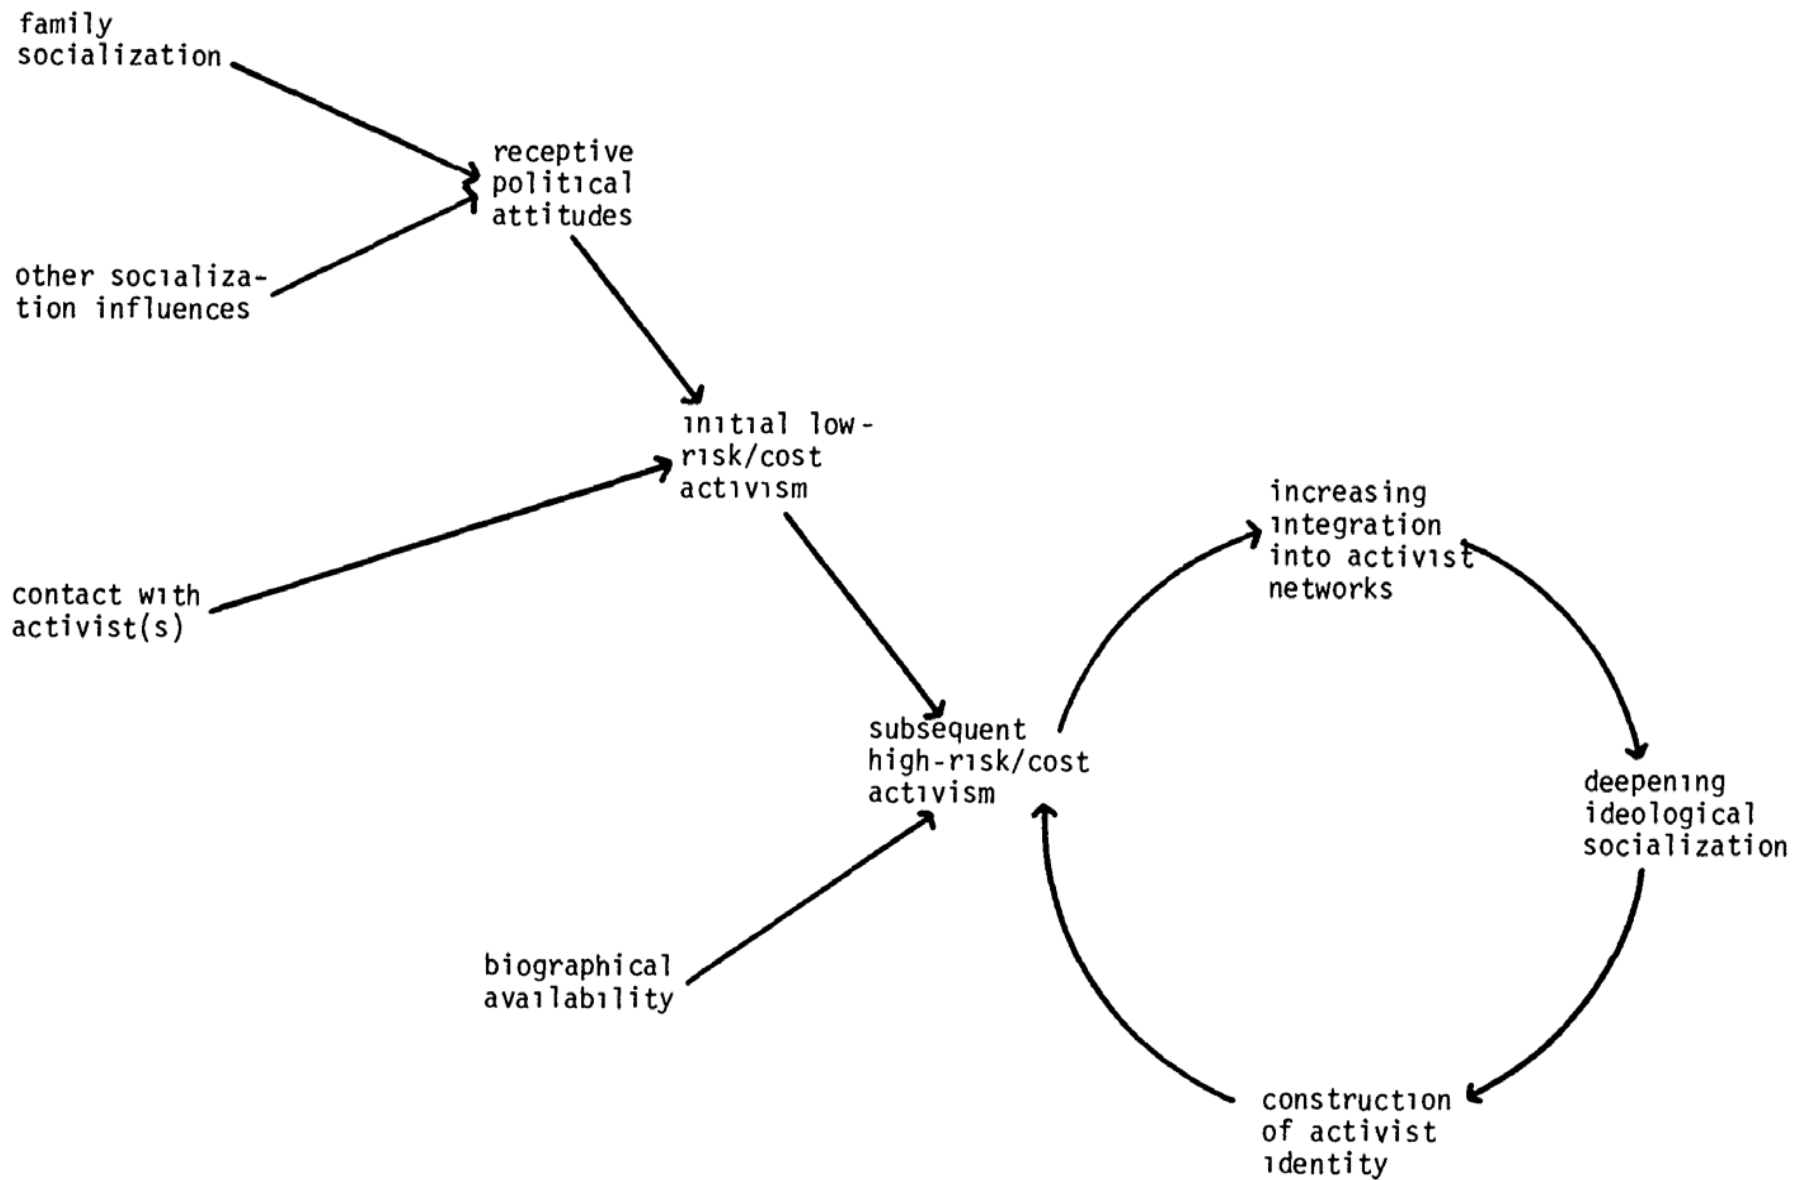 family
socialization
receptive
political
attitudes
other socializa-
tion influences
initial low-
risk/cost
activism
increasing
integration
into activist
networks
contact with
activist(s)
subsequent
high-risk/cost
activism
deepening
ideological
socialization
biographical
availability
construction
of activist
identity